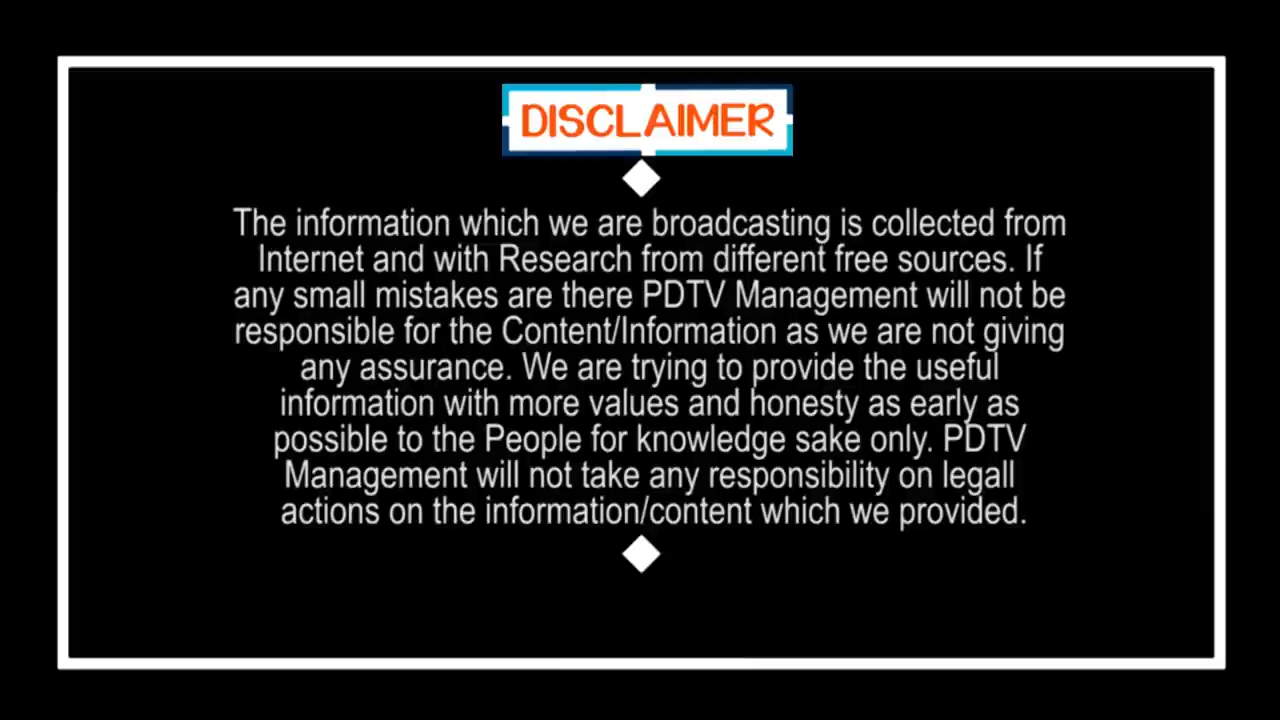 DISCLAIMER
The information which we are broadcasting is collected from
Internet and with Research from different free sources. If
any small mistakes are there PDTV Management will not be
responsible for the Content/Information as we are not giving
any assurance. We are trying to provide the useful
information with more values and honesty as early as
possible to the People for knowledge sake only. PDTV
Management will not take any responsibility on legall
actions on the information/content which we provided.